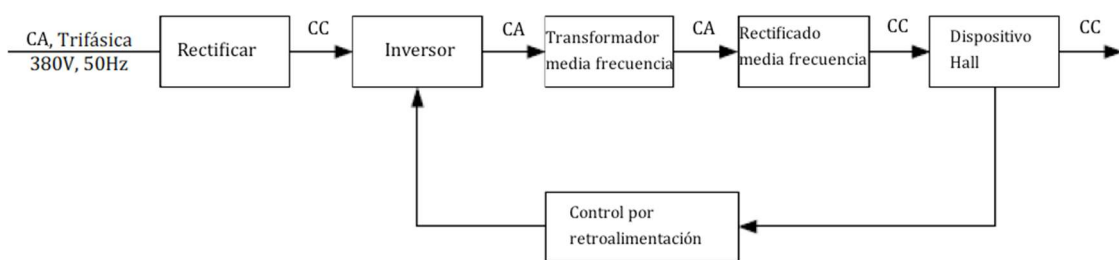 CA, Trifásica
380V, 50Hz
Rectificar
CC
Inversor
CA
Transformador
media frecuencia
CA
Rectificado
media frecuencia
CC
Dispositivo
Hall
CC
Control por
retroalimentación